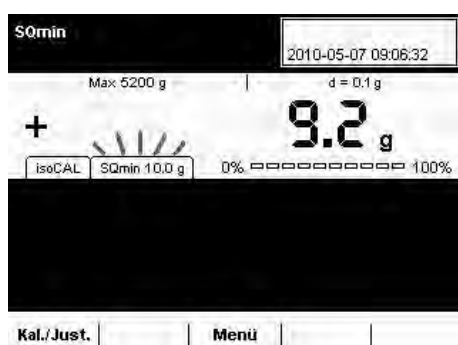 SQmin
2010-05-07 09:06:32
Max 5200 g d = 0.1 g
+ 9.2 g
isoCAL SQmin 10.0 g 0% 100%
Kal./Just. Menü